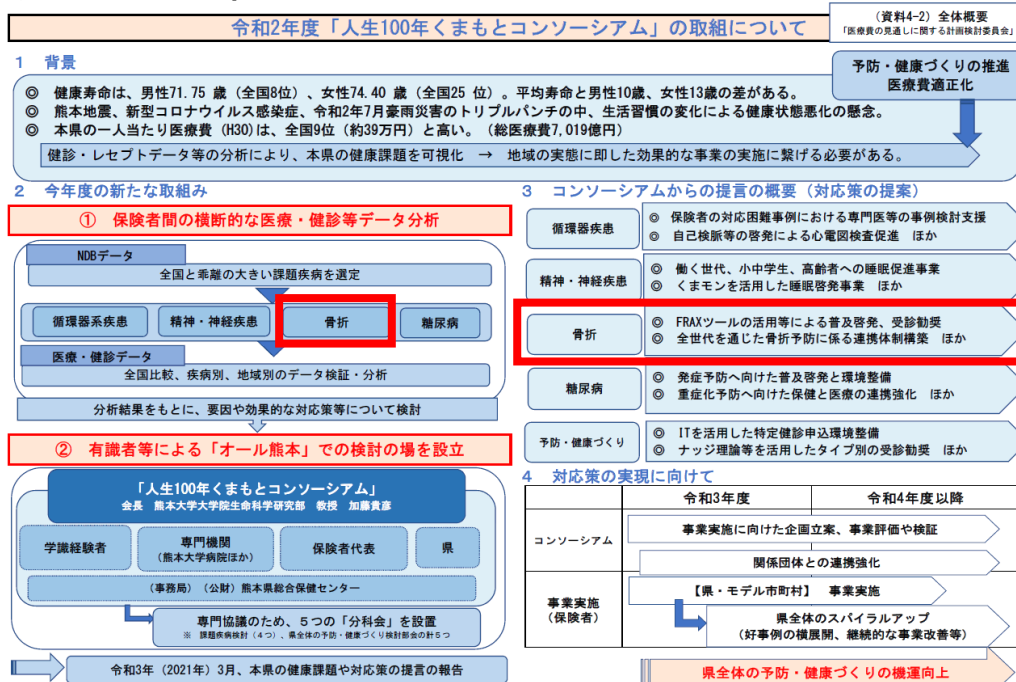 令和2年度「人生100年くまもとコンソーシアム」の取組について
(資料4-2)全体概要
「医療費の見通しに関する計画検討委員会」
1 背景
◎ 健康寿命は、男性71.75 歳(全国8位)、女性74.40 歳(全国25 位)。平均寿命と男性10歳、女性13歳の差がある。
◎ 熊本地震、新型コロナウイルス感染症、令和2年7月豪雨災害のトリプルパンチの中、生活習慣の変化による健康状態悪化の懸念。
◎ 本県の一人当たり医療費(H30)は、全国9位(約39万円)と高い。(総医療費7,019億円)
健診・レセプトデータ等の分析により、本県の健康課題を可視化 → 地域の実態に即した効果的な事業の実施に繋げる必要がある。
予防・健康づくりの推進
医療費適正化
2 今年度の新たな取組み
① 保険者間の横断的な医療・健診等データ分析
NDBデータ
全国と乖離の大きい課題疾病を選定
循環器系疾患
精神・神経疾患
骨折
糖尿病
医療・健診データ
全国比較、疾病別、地域別のデータ検証・分析
分析結果をもとに、要因や効果的な対応策等について検討
② 有識者等による「オール熊本」での検討の場を設立
「人生100年くまもとコンソーシアム」
会長 熊本大学大学院生命科学研究部 教授 加藤貴彦
学識経験者
専門機関
(熊本大学病院ほか)
保険者代表
県
(事務局)(公財)熊本県総合保健センター
専門協議のため、5つの「分科会」を設置
※ 課題疾病検討(4つ)、県全体の予防・健康づくり検討部会の計5つ
令和3年(2021年)3月、本県の健康課題や対応策の提言の報告
3 コンソーシアムからの提言の概要(対応策の提案)
循環器疾患
◎ 保険者の対応困難事例における専門医等の事例検討支援
◎ 自己検脈等の啓発による心電図検査促進 ほか
精神・神経疾患
◎ 働く世代、小中学生、高齢者への睡眠促進事業
◎ くまモンを活用した睡眠啓発事業 ほか
骨折
◎ FRAXツールの活用等による普及啓発、受診勧奨
◎ 全世代を通じた骨折予防に係る連携体制構築 ほか
糖尿病
◎ 発症予防へ向けた普及啓発と環境整備
◎ 重症化予防へ向けた保健と医療の連携強化 ほか
予防・健康づくり
◎ ITを活用した特定健診申込環境整備
◎ ナッジ理論等を活用したタイプ別の受診勧奨 ほか
4 対応策の実現に向けて
令和3年度
令和4年度以降
コンソーシアム
事業実施に向けた企画立案、事業評価や検証
関係団体との連携強化
事業実施
(保険者)
【県・モデル市町村】 事業実施
県全体のスパイラルアップ
(好事例の横展開、継続的な事業改善等)
県全体の予防・健康づくりの機運向上